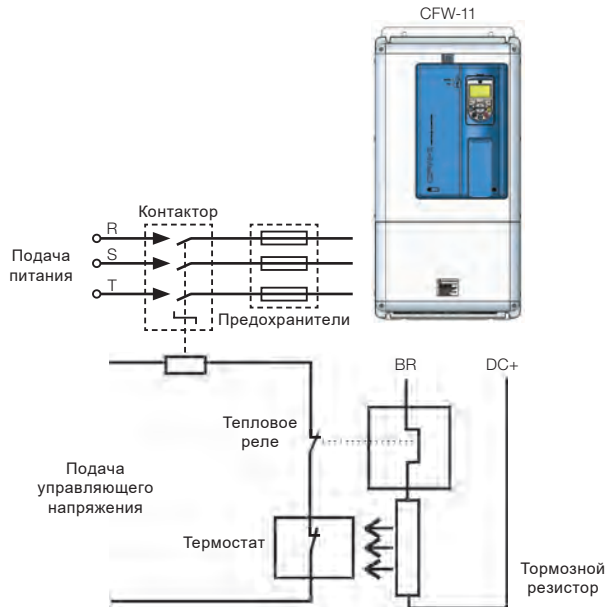 CFW-11
Контактор
R
S
T
Подача
питания
Предохранители
BR
DC+
Тепловое
реле
Подача
управляющего
напряжения
Термостат
Тормозной
резистор